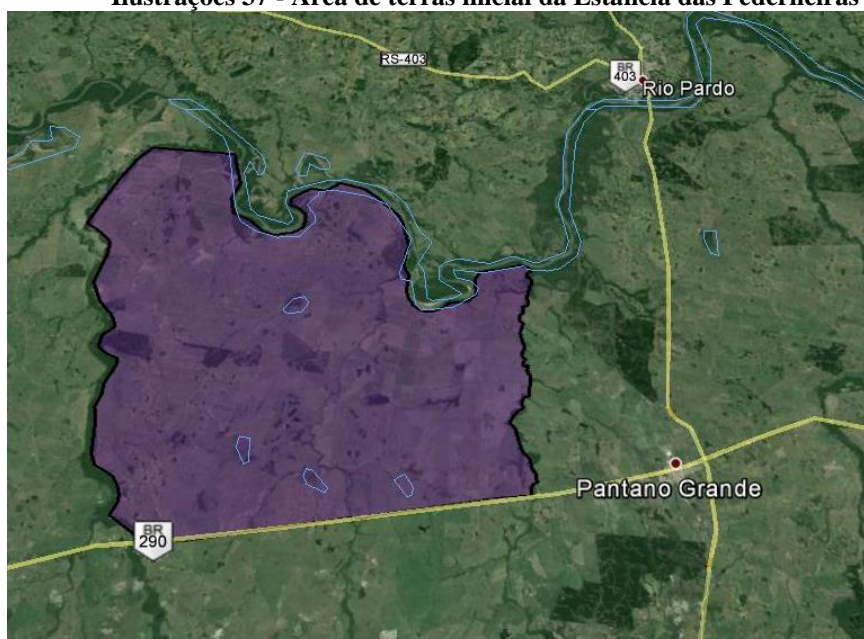 Ilustrações 37 - Área de terras inicial da Estância das Pederneiras
RS-403
BR
403
Rio Pardo
Pantano Grande
BR
290